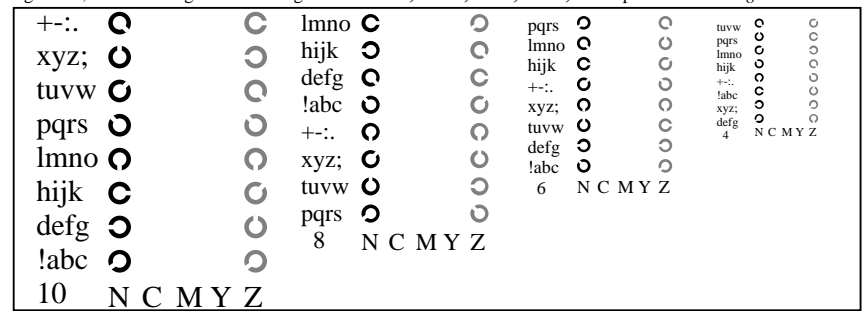 +-:.
xyz;
tuvw
pqrs
lmno
hijk
defg
!abc
10 N C M Y Z
lmno
hijk
defg
!abc
+-:.
xyz;
tuvw
pqrs
8 N C M Y Z
pqrs
lmno
hijk
+-:.
xyz;
tuvw
defg
!abc
6 N C M Y Z
tuvw
pqrs
lmno
hijk
+-:.
!abc
xyz;
defg
4 N C M Y Z